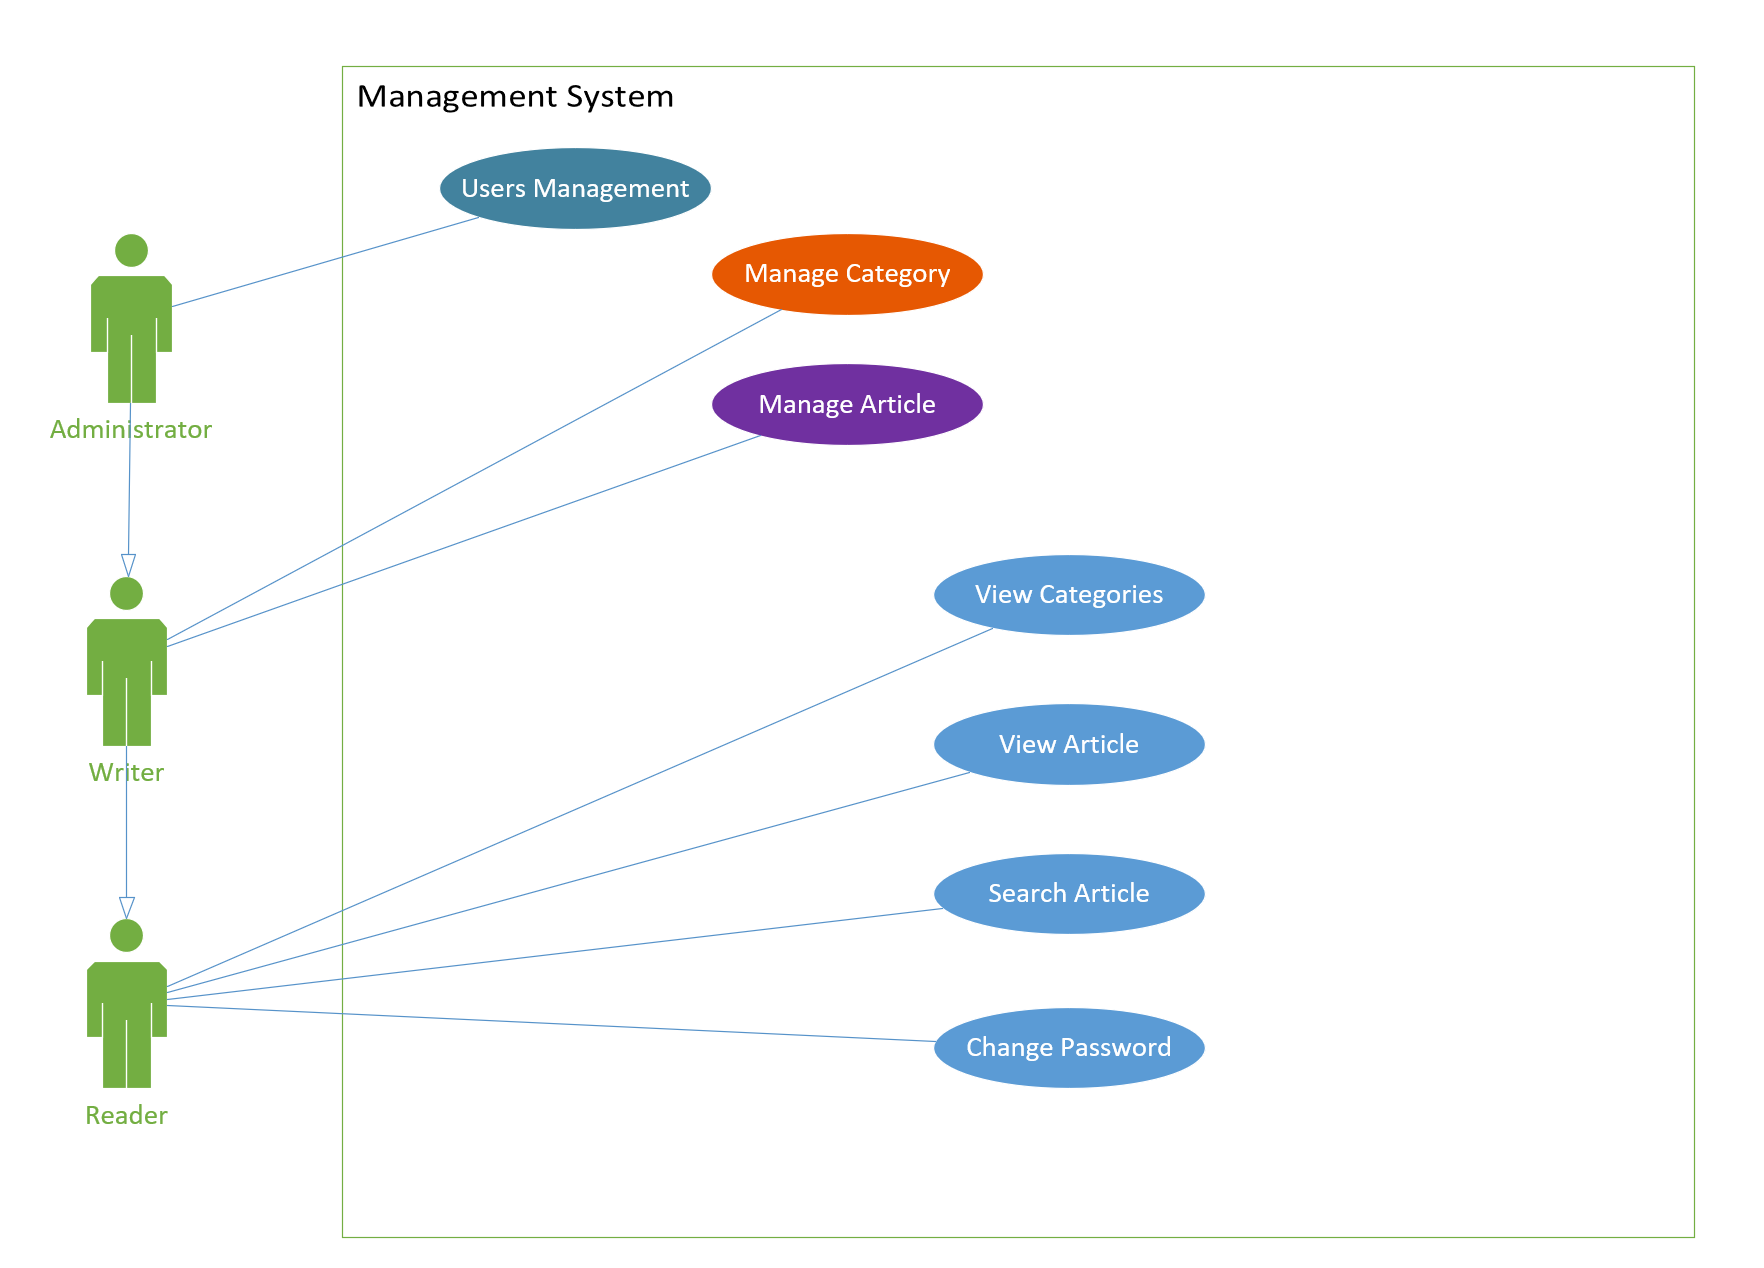 Management System
Users Management
Manage Category
Manage Article
Administrator
View Categories
View Article
Writer
Search Article
Change Password
Reader